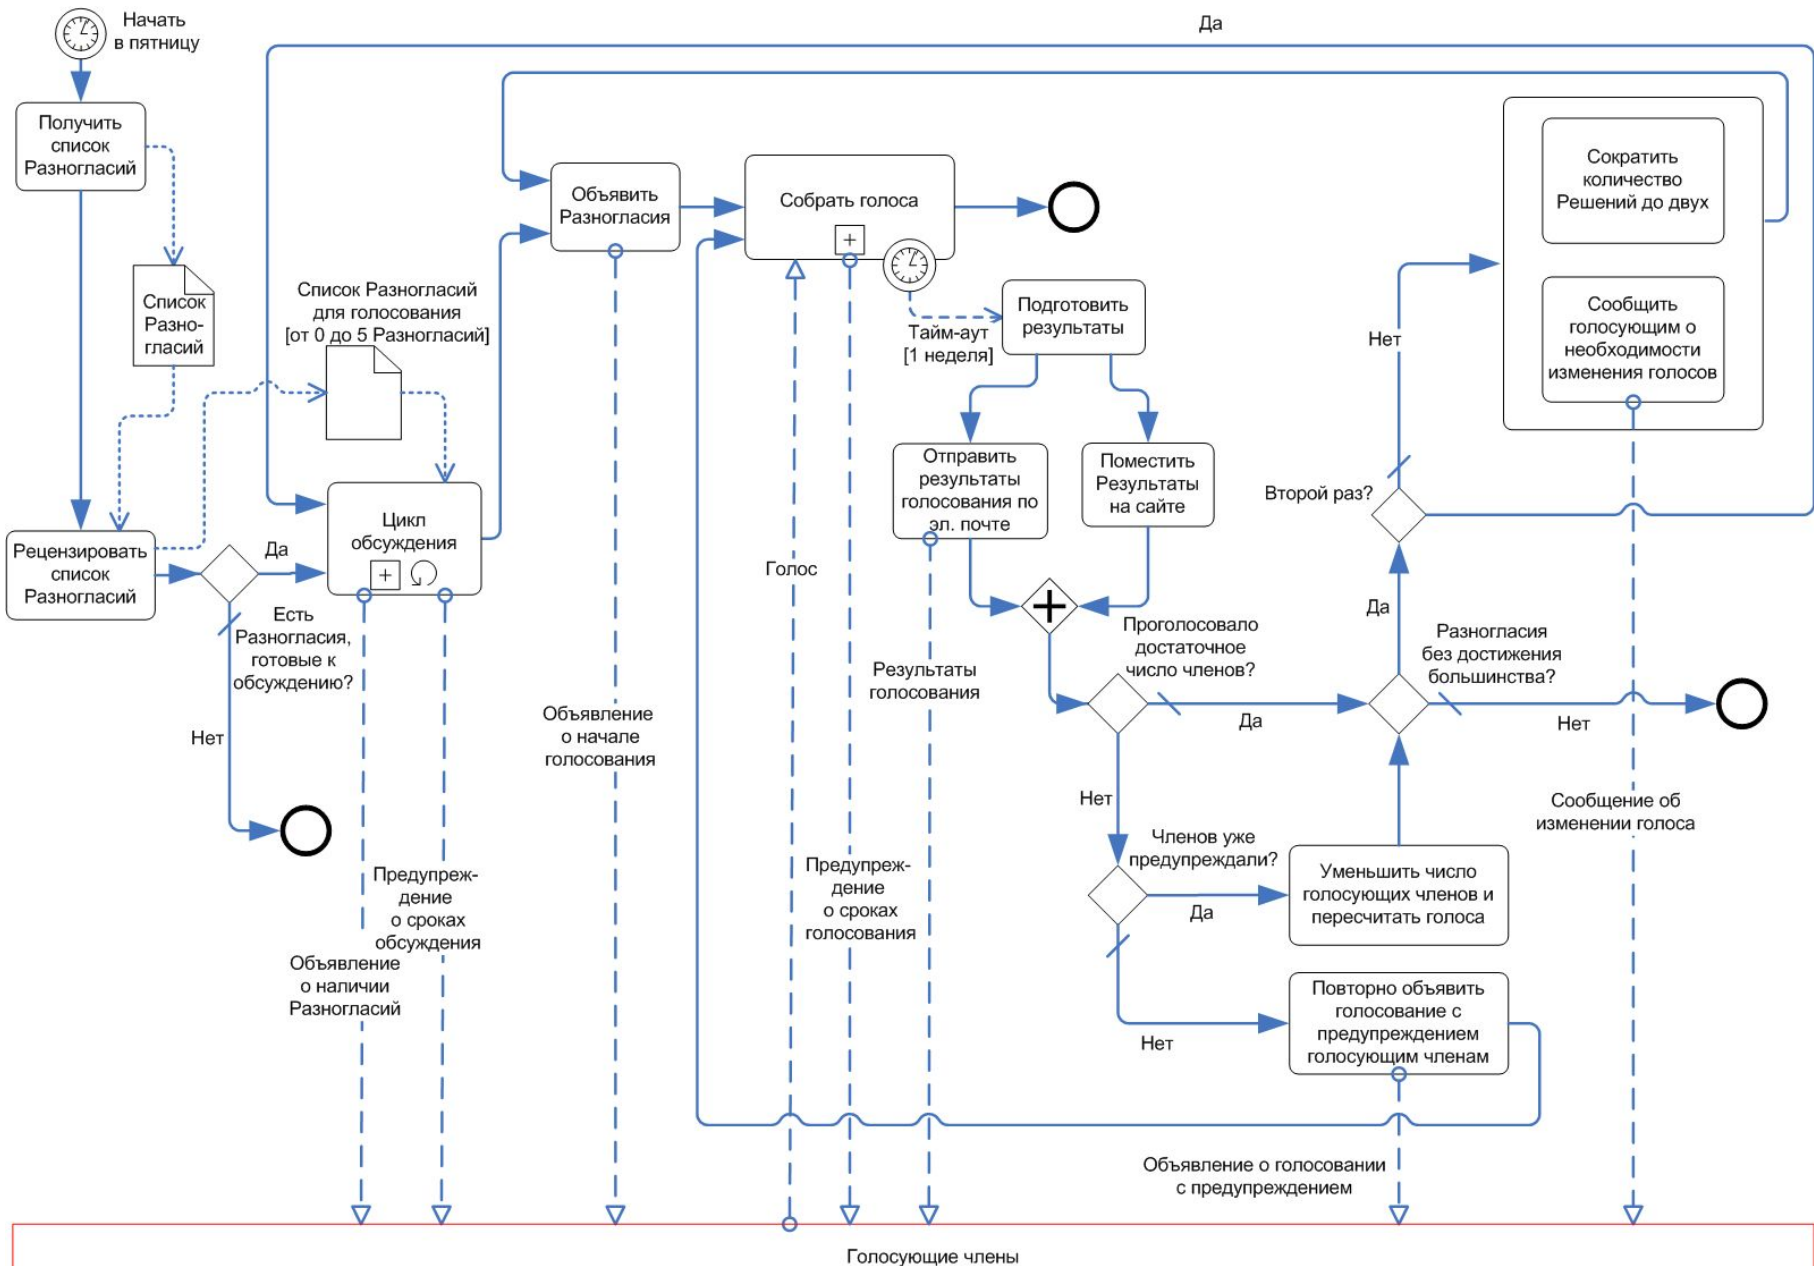 Начать
в пятницу
Да
Получить
список
Разногласий
Сократить
количество
Решений до двух
Объявить
Разногласия
Собрать голоса
Список
Разно-
гласий
Список Разногласий
для голосования
[от 0 до 5 Разногласий]
Тайм-аут
[1 неделя]
Подготовить
результаты
Сообщить
голосующим о
необходимости
изменения голосов
Нет
Отправить
результаты
голосования по
эл. почте
Поместить
Результаты
на сайте
Второй раз?
Цикл
обсуждения
Рецензировать
список
Разногласий
Да
Голос
Есть
Разногласия,
готовые к
обсуждению?
Да
Проголосовало
достаточное
число членов?
Разногласия
без достижения
большинства?
Результаты
голосования
Объявление
о начале
голосования
Нет
Да
Нет
Нет
Сообщение об
изменении голоса
Членов уже
предупреждали?
Предупреж-
дение
о сроках
обсуждения
Предупреж-
дение
о сроках
голосования
Да
Уменьшить число
голосующих членов и
пересчитать голоса
Объявление
о наличии
Разногласий
Повторно объявить
голосование с
предупреждением
голосующим членам
Нет
Объявление о голосовании
с предупреждением
Голосующие члены